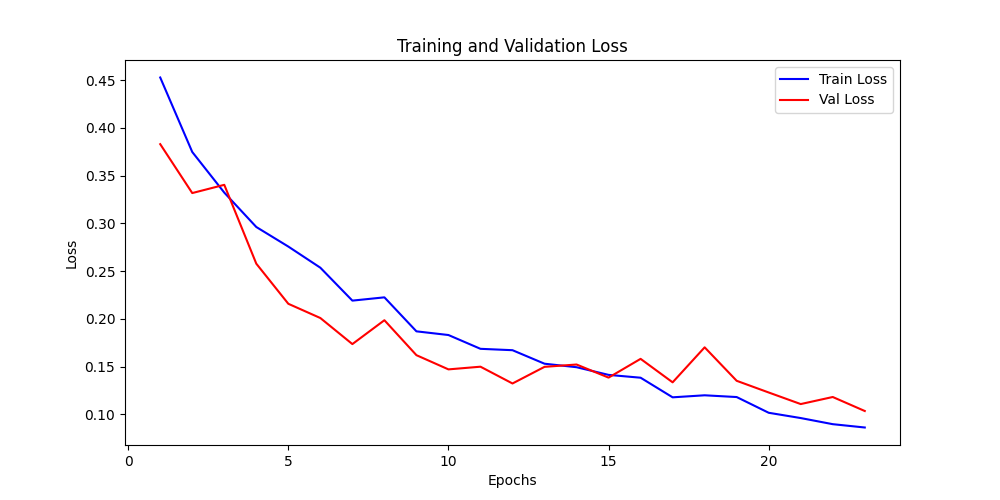 Training and Validation Loss
Train Loss
Val Loss
0.45
0.40
0.35
0.30
0.25
0.20
0.15
0.10
Loss
0 5 10 15 20
Epochs